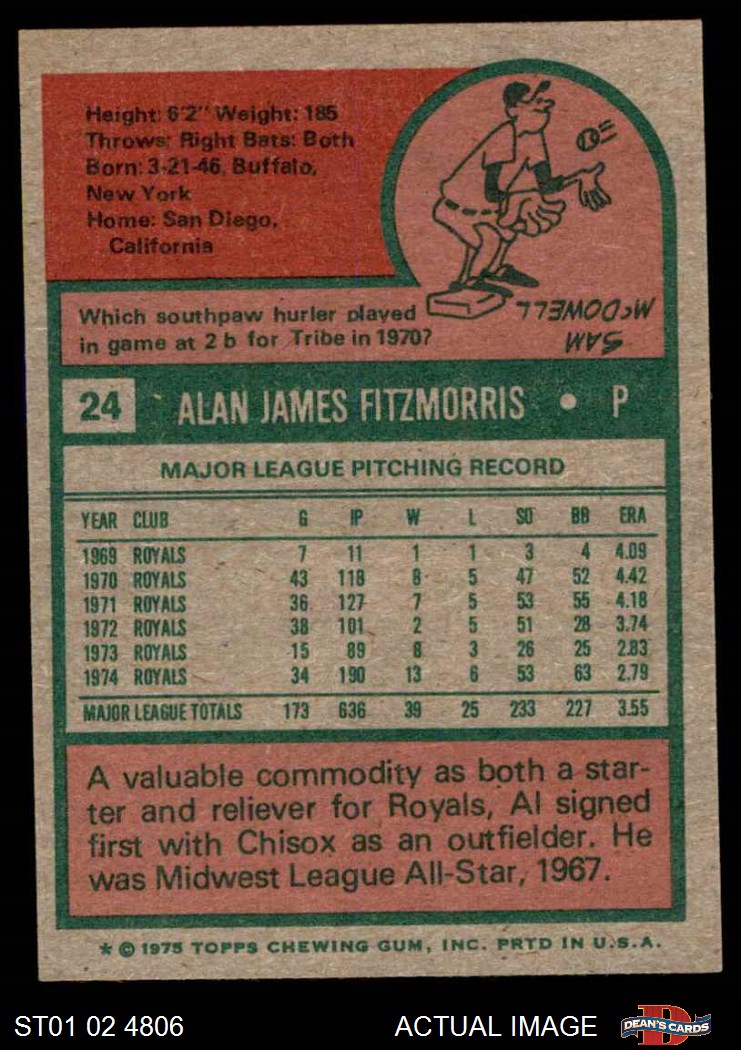 Height: 6'2" Weight: 185
Throws: Right Bats: Both
Born: 3-21-46, Buffalo,
New York
Home: San Diego,
California
Which southpaw hurler played
in game at 2 b for Tribe in 1970?
SAM
McDOWELL
24 ALAN JAMES FITZMORRIS • P
MAJOR LEAGUE PITCHING RECORD
YEAR CLUB G IP W L SO BB ERA
1969 ROYALS 7 11 1 1 3 4 4.09
1970 ROYALS 43 118 8 5 47 52 4.42
1971 ROYALS 36 127 7 5 53 55 4.18
1972 ROYALS 38 101 2 5 51 28 3.74
1973 ROYALS 15 89 8 3 26 25 2.83
1974 ROYALS 34 190 13 6 53 63 2.79
MAJOR LEAGUE TOTALS 173 636 39 25 233 227 3.55
A valuable commodity as both a star-
ter and reliever for Royals, Al signed
first with Chisox as an outfielder. He
was Midwest League All-Star, 1967.
* © 1975 TOPPS CHEWING GUM, INC. PRTD IN U.S.A.
ST01 02 4806 ACTUAL IMAGE D DEAN'S CARDS